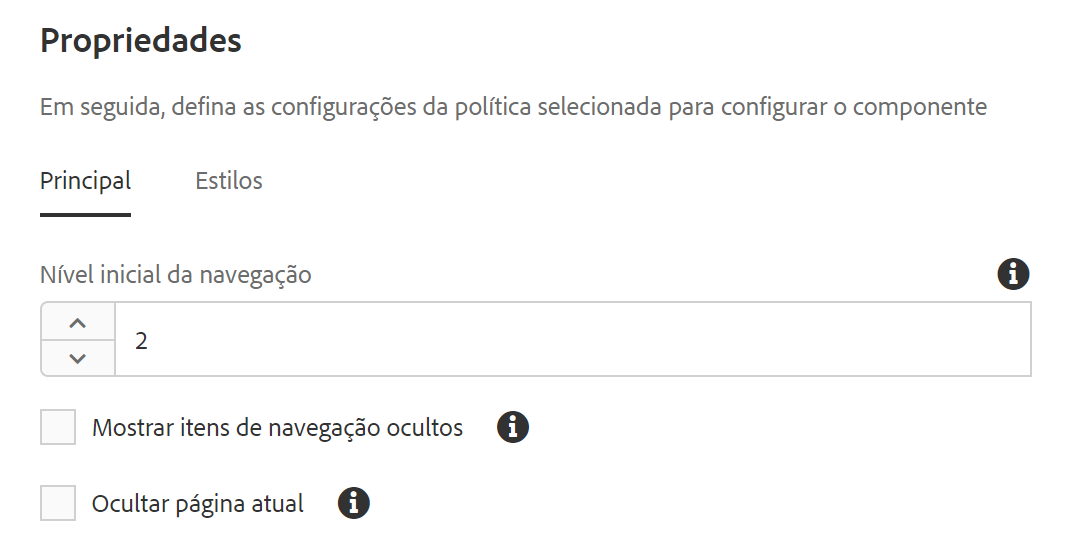 Propriedades
Em seguida, defina as configurações da política selecionada para configurar o componente
Principal Estilos
Nível inicial da navegação
2
Mostrar itens de navegação ocultos
Ocultar página atual